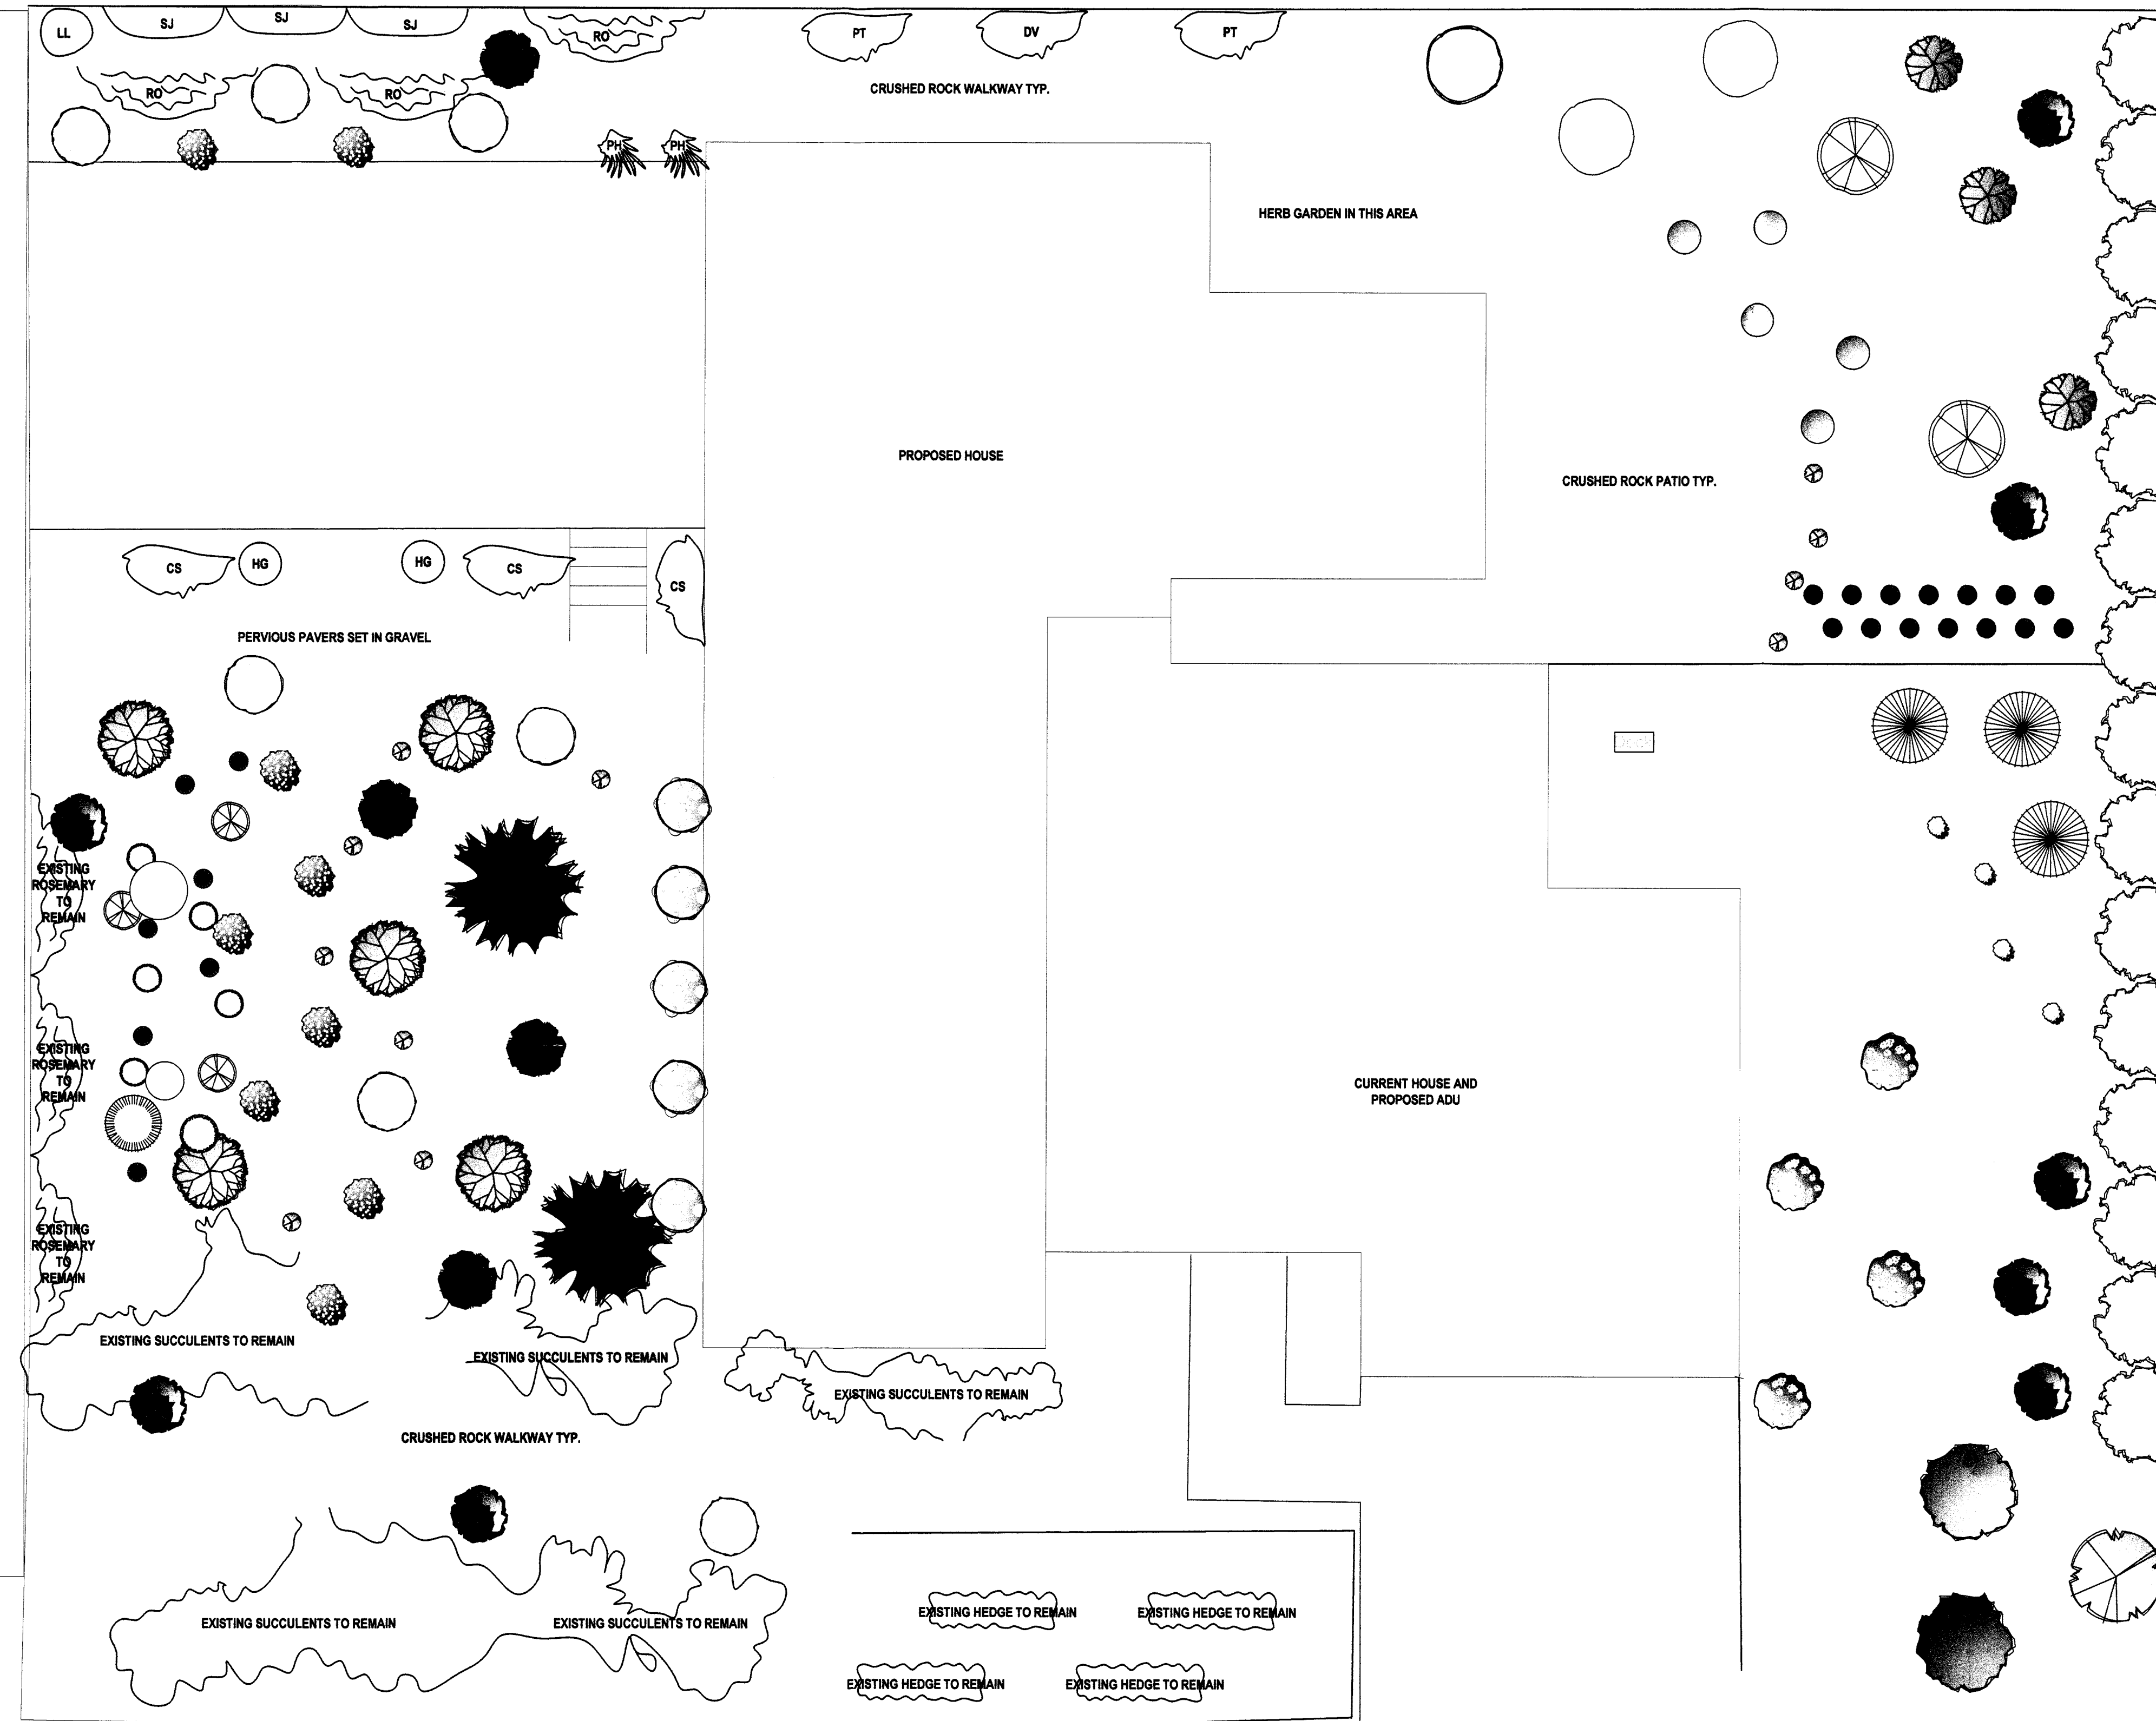 LL
SJ
SJ
SJ
RO
PT
DV
PT
RO
RO
CRUSHED ROCK WALKWAY TYP.
PH
PH
HERB GARDEN IN THIS AREA
PROPOSED HOUSE
CRUSHED ROCK PATIO TYP.
CS
HG
HG
CS
CS
PERVIOUS PAVERS SET IN GRAVEL
EXISTING
ROSEMARY
TO
REMAIN
EXISTING
ROSEMARY
TO
REMAIN
CURRENT HOUSE AND
PROPOSED ADU
EXISTING
ROSEMARY
TO
REMAIN
EXISTING SUCCULENTS TO REMAIN
EXISTING SUCCULENTS TO REMAIN
EXISTING SUCCULENTS TO REMAIN
CRUSHED ROCK WALKWAY TYP.
EXISTING SUCCULENTS TO REMAIN
EXISTING SUCCULENTS TO REMAIN
EXISTING HEDGE TO REMAIN
EXISTING HEDGE TO REMAIN
EXISTING HEDGE TO REMAIN
EXISTING HEDGE TO REMAIN